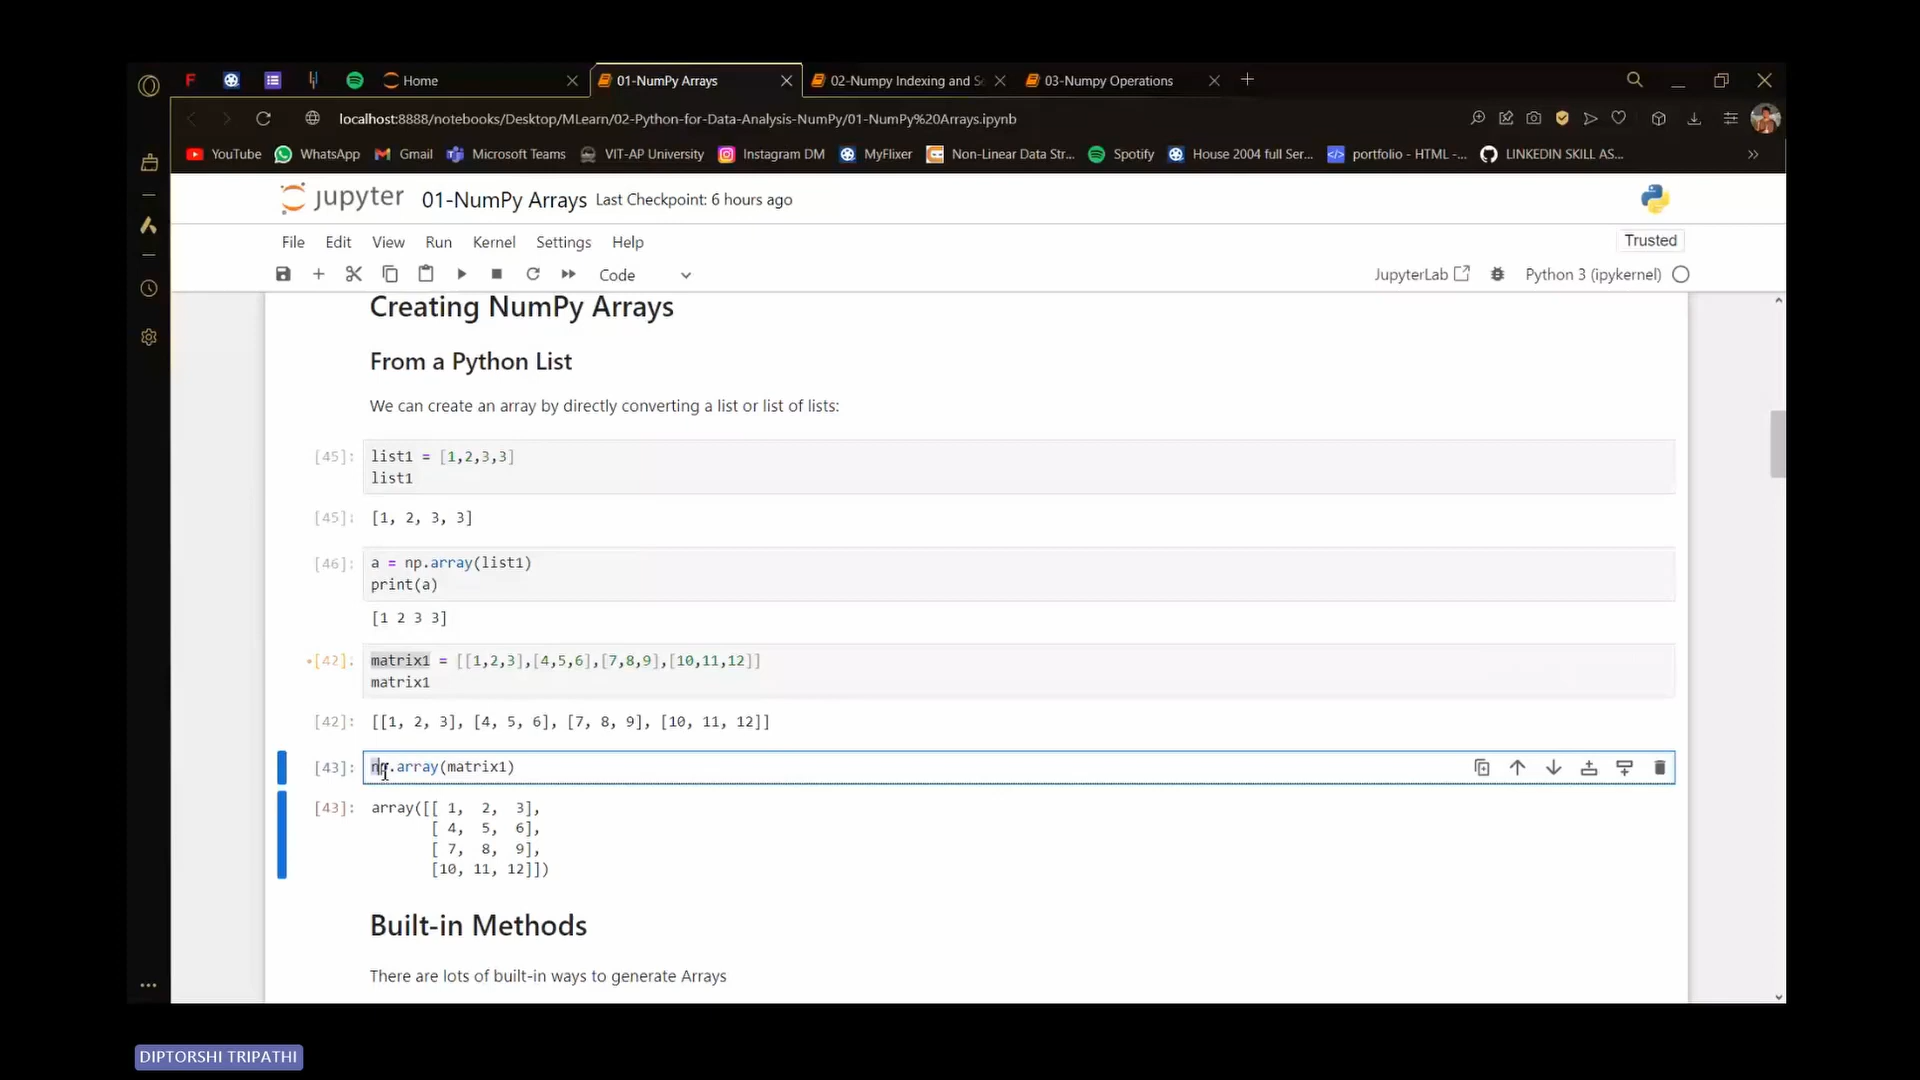 Home
01-NumPy Arrays
02-Numpy Indexing and Se
03-Numpy Operations
localhost:8888/notebooks/Desktop/MLearn/02-Python-for-Data-Analysis-NumPy/01-NumPy%20Arrays.ipynb
YouTube WhatsApp Gmail Microsoft Teams VIT-AP University Instagram DM MyFlixer Non-Linear Data Str... Spotify House 2004 full Ser... portfolio - HTML -... LINKEDIN SKILL AS...
jupyter 01-NumPy Arrays Last Checkpoint: 6 hours ago
File Edit View Run Kernel Settings Help
Trusted
Code
JupyterLab
Python 3 (ipykernel)
Creating NumPy Arrays
From a Python List
We can create an array by directly converting a list or list of lists:
[45]: list1 = [1,2,3,3]
list1
[45]: [1, 2, 3, 3]
[46]: a = np.array(list1)
print(a)
[1 2 3 3]
[42]: matrix1 = [[1,2,3],[4,5,6],[7,8,9],[10,11,12]]
matrix1
[42]: [[1, 2, 3], [4, 5, 6], [7, 8, 9], [10, 11, 12]]
[43]: np.array(matrix1)
[43]: array([[ 1, 2, 3],
[ 4, 5, 6],
[ 7, 8, 9],
[10, 11, 12]])
Built-in Methods
There are lots of built-in ways to generate Arrays
DIPTORSHI TRIPATHI